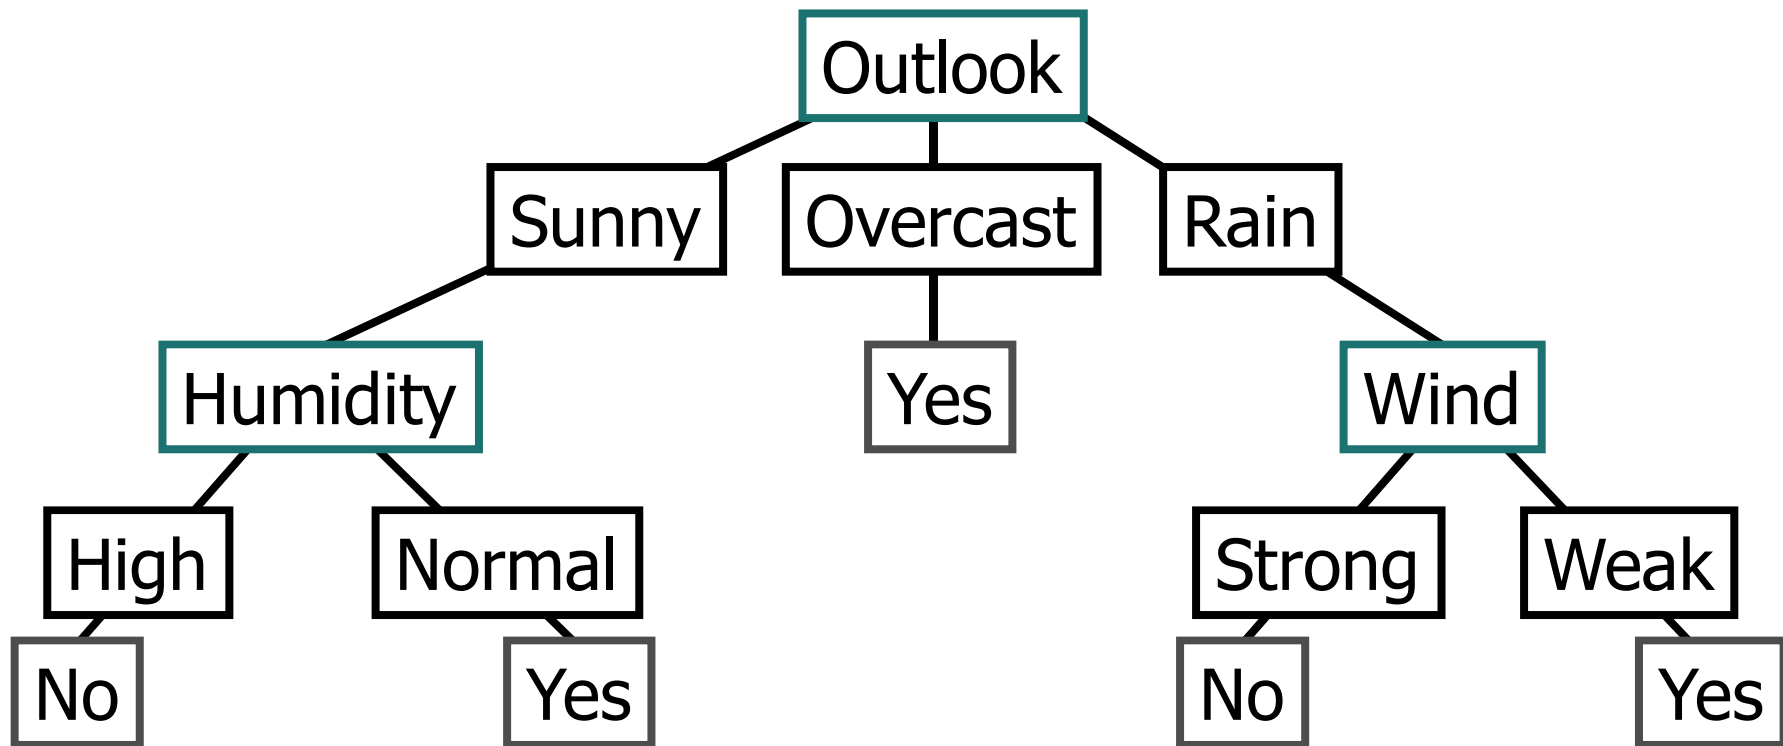 Outlook
Sunny Overcast Rain
Humidity Yes Wind
High Normal Strong Weak
No Yes No Yes